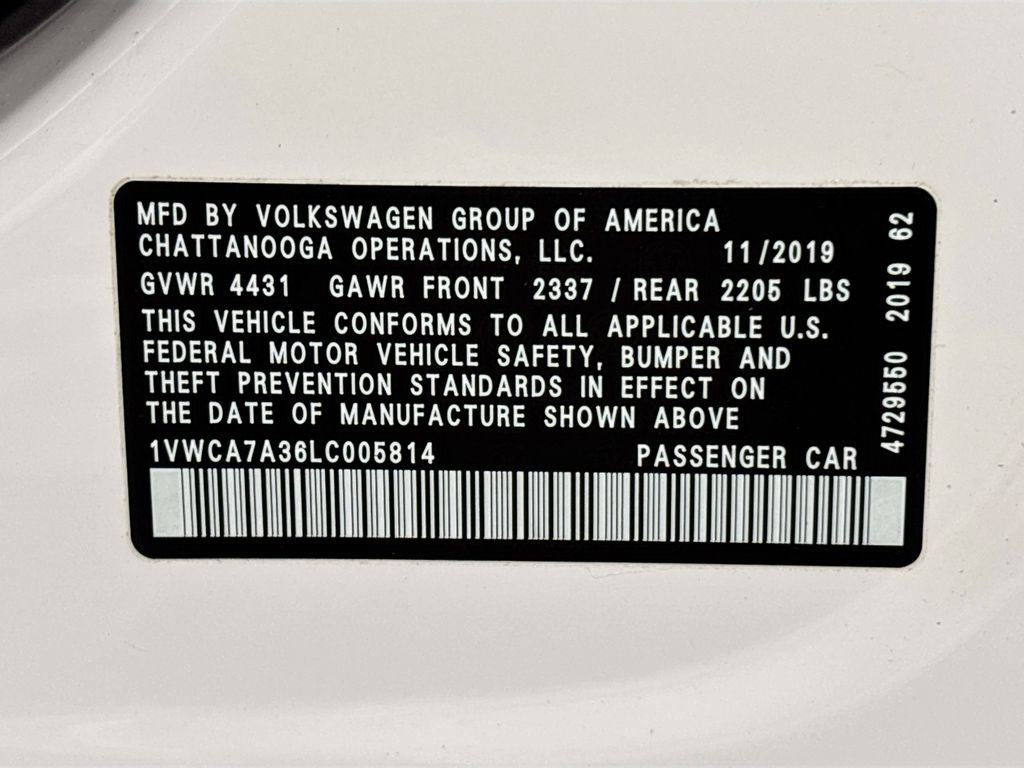 MFD BY VOLKSWAGEN GROUP OF AMERICA
CHATTANOOGA OPERATIONS, LLC. 11/2019
GVWR 4431 GAWR FRONT 2337 / REAR 2205 LBS
THIS VEHICLE CONFORMS TO ALL APPLICABLE U.S.
FEDERAL MOTOR VEHICLE SAFETY, BUMPER AND
THEFT PREVENTION STANDARDS IN EFFECT ON
THE DATE OF MANUFACTURE SHOWN ABOVE
1VWCA7A36LC005814 PASSENGER CAR
4729550 2019 62